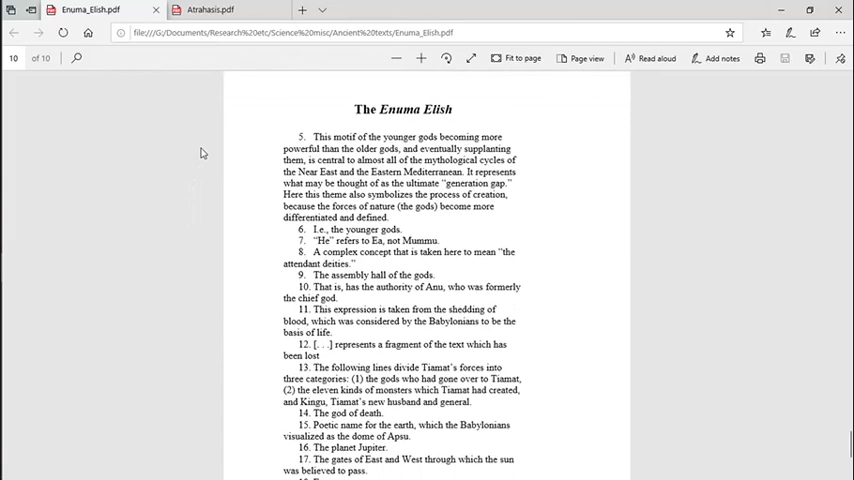 Enuma_Elish.pdf
Atrahasis.pdf
file:///G:/Documents/Research%20etc/Science%20misc/Ancient%20texts/Enuma_Elish.pdf
10 of 10
Fit to page
Page view
Read aloud
Add notes
The Enuma Elish
5. This motif of the younger gods becoming more
powerful than the older gods, and eventually supplanting
them, is central to almost all of the mythological cycles of
the Near East and the Eastern Mediterranean. It represents
what may be thought of as the ultimate “generation gap.”
Here this theme also symbolizes the process of creation,
because the forces of nature (the gods) become more
differentiated and defined.
6. I.e., the younger gods.
7. “He” refers to Ea, not Mummu.
8. A complex concept that is taken here to mean “the
attendant deities.”
9. The assembly hall of the gods.
10. That is, has the authority of Anu, who was formerly
the chief god.
11. This expression is taken from the shedding of
blood, which was considered by the Babylonians to be the
basis of life.
12. [. . .] represents a fragment of the text which has
been lost
13. The following lines divide Tiamat’s forces into
three categories: (1) the gods who had gone over to Tiamat,
(2) the eleven kinds of monsters which Tiamat had created,
and Kingu, Tiamat’s new husband and general.
14. The god of death.
15. Poetic name for the earth, which the Babylonians
visualized as the dome of Apsu.
16. The planet Jupiter.
17. The gates of East and West through which the sun
was believed to pass.